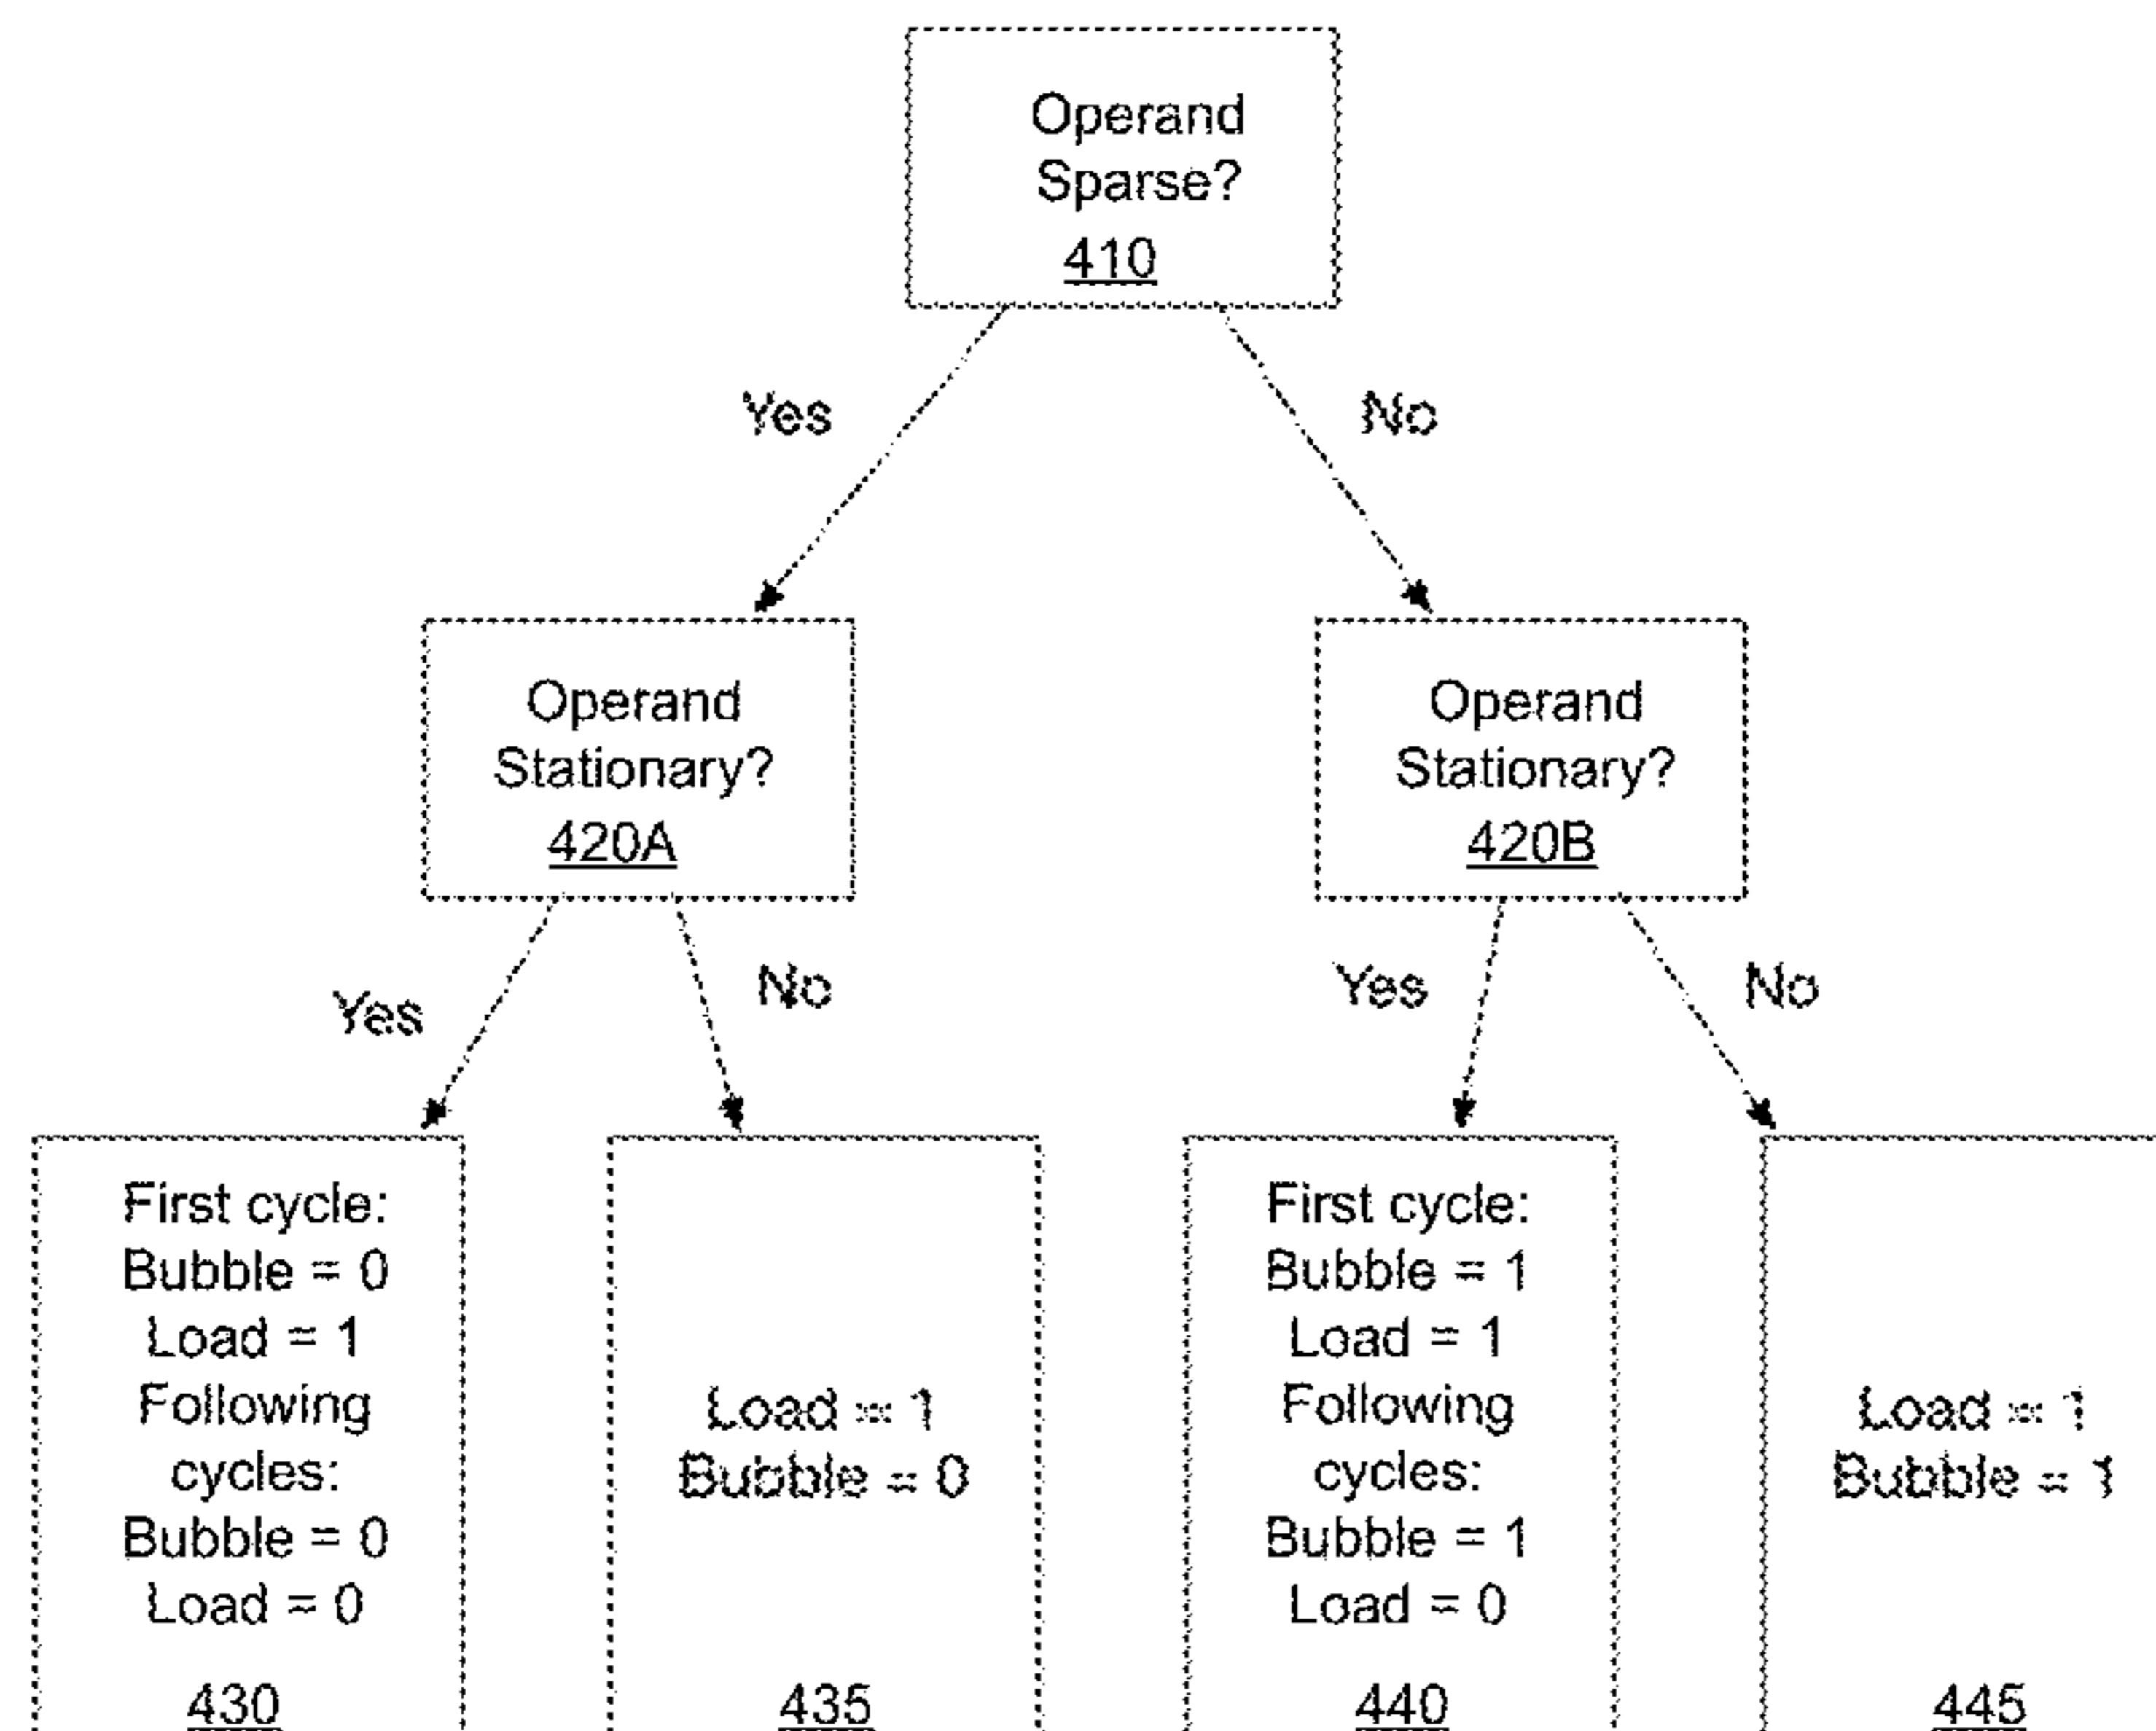 Operand
Sparse?
410
Yes
No
Operand
Stationary?
420A
Operand
Stationary?
420B
Yes
No
Yes
No
First cycle:
Bubble = 0
Load = 1
Following
cycles:
Bubble = 0
Load = 0
430
Load = 1
Bubble = 0
435
First cycle:
Bubble = 1
Load = 1
Following
cycles:
Bubble = 1
Load = 0
440
Load = 1
Bubble = 1
445